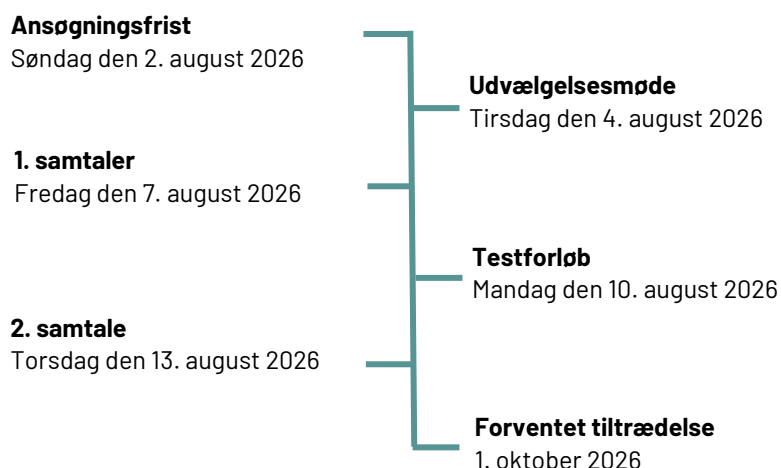 Ansøgningsfrist
Søndag den 2. august 2026
Udvælgelsesmøde
Tirsdag den 4. august 2026
1. samtaler
Fredag den 7. august 2026
Testforløb
Mandag den 10. august 2026
2. samtale
Torsdag den 13. august 2026
Forventet tiltrædelse
1. oktober 2026